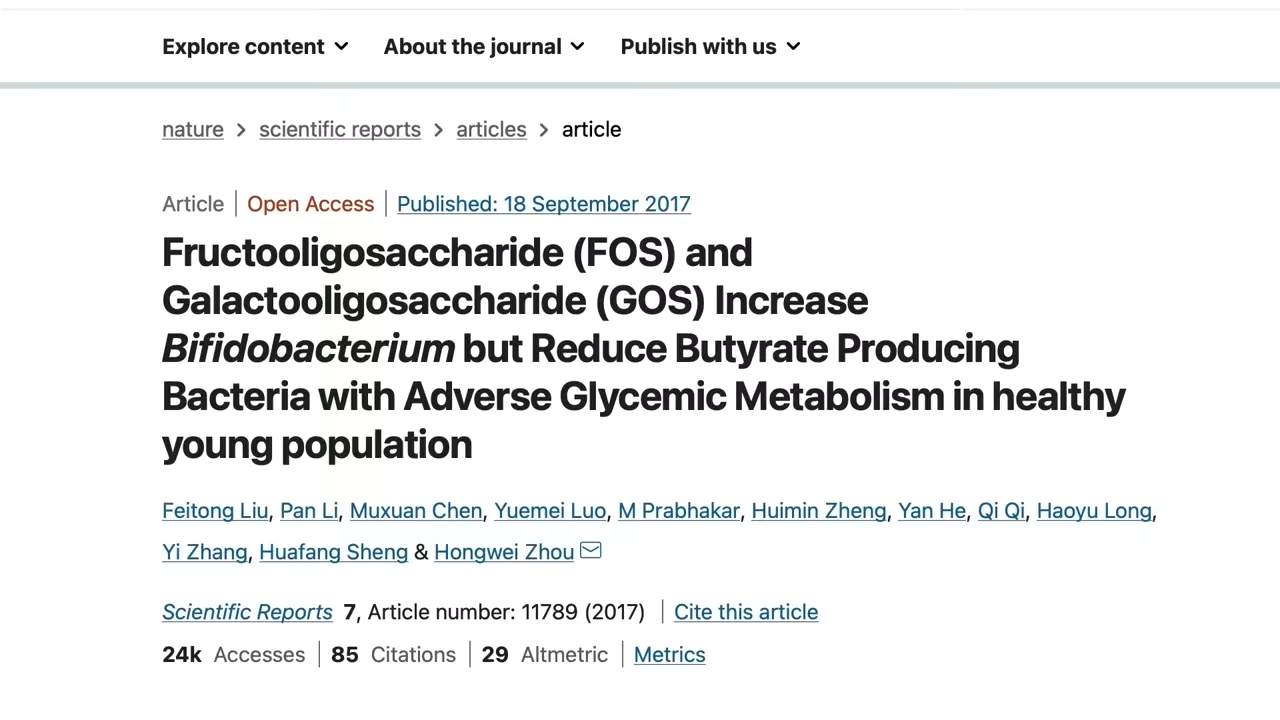 Explore content About the journal Publish with us
nature > scientific reports > articles > article
Article | Open Access | Published: 18 September 2017
Fructooligosaccharide (FOS) and
Galactooligosaccharide (GOS) Increase
Bifidobacterium but Reduce Butyrate Producing
Bacteria with Adverse Glycemic Metabolism in healthy
young population
Feitong Liu, Pan Li, Muxuan Chen, Yuemei Luo, M Prabhakar, Huimin Zheng, Yan He, Qi Qi, Haoyu Long,
Yi Zhang, Huafang Sheng & Hongwei Zhou
Scientific Reports 7, Article number: 11789 (2017) | Cite this article
24k Accesses | 85 Citations | 29 Altmetric | Metrics